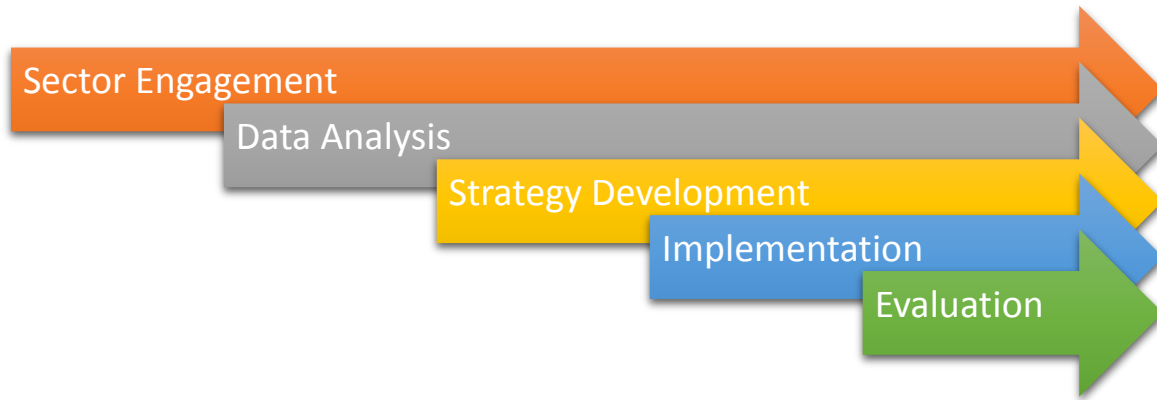 Sector Engagement
Data Analysis
Strategy Development
Implementation
Evaluation